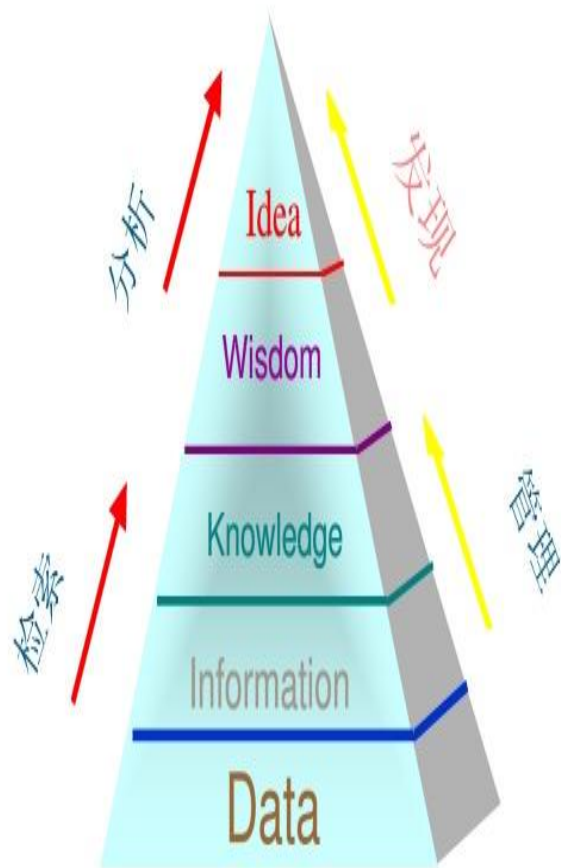 分析
发现
Idea
Wisdom
检索
管理
Knowledge
Information
Data